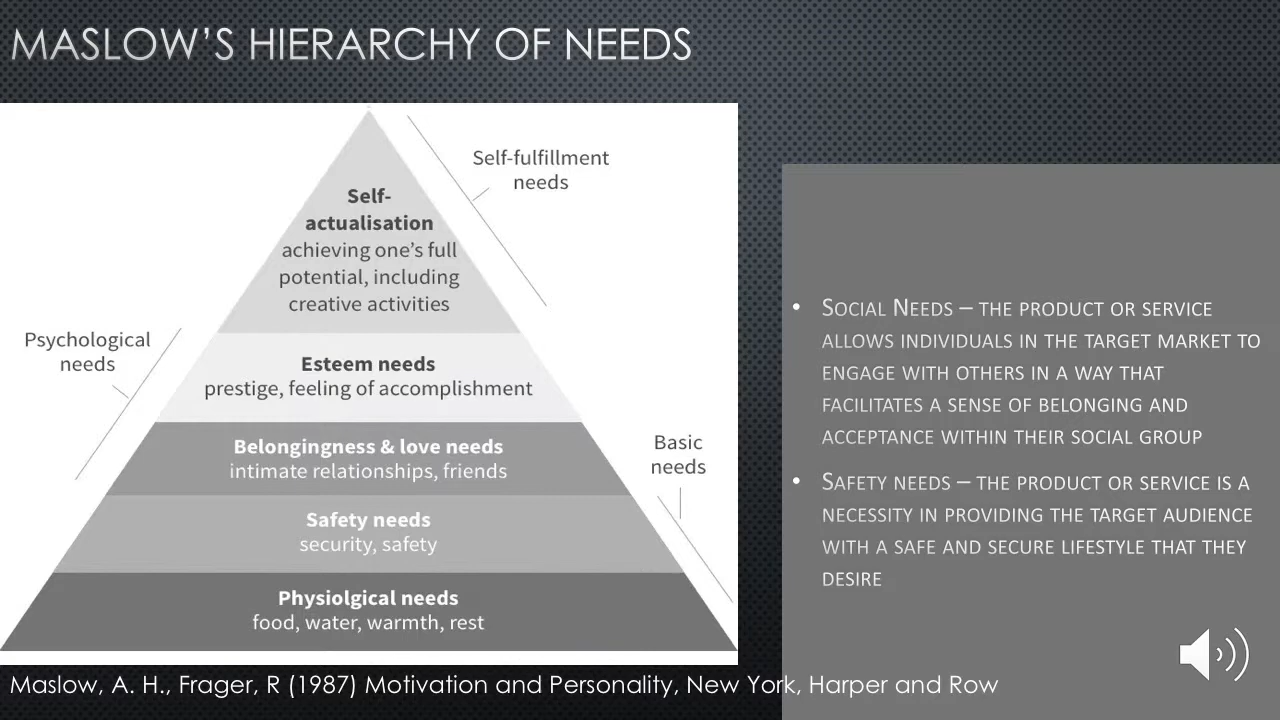 MASLOW’S HIERARCHY OF NEEDS
Self-fulfillment
needs
Self-
actualisation
achieving one’s full
potential, including
creative activities
Psychological
needs
Esteem needs
prestige, feeling of accomplishment
Belongingness & love needs
intimate relationships, friends
Basic
needs
Safety needs
security, safety
Physiolgical needs
food, water, warmth, rest
• SOCIAL NEEDS – THE PRODUCT OR SERVICE
ALLOWS INDIVIDUALS IN THE TARGET MARKET TO
ENGAGE WITH OTHERS IN A WAY THAT
FACILITATES A SENSE OF BELONGING AND
ACCEPTANCE WITHIN THEIR SOCIAL GROUP
• SAFETY NEEDS – THE PRODUCT OR SERVICE IS A
NECESSITY IN PROVIDING THE TARGET AUDIENCE
WITH A SAFE AND SECURE LIFESTYLE THAT THEY
DESIRE
Maslow, A. H., Frager, R (1987) Motivation and Personality, New York, Harper and Row